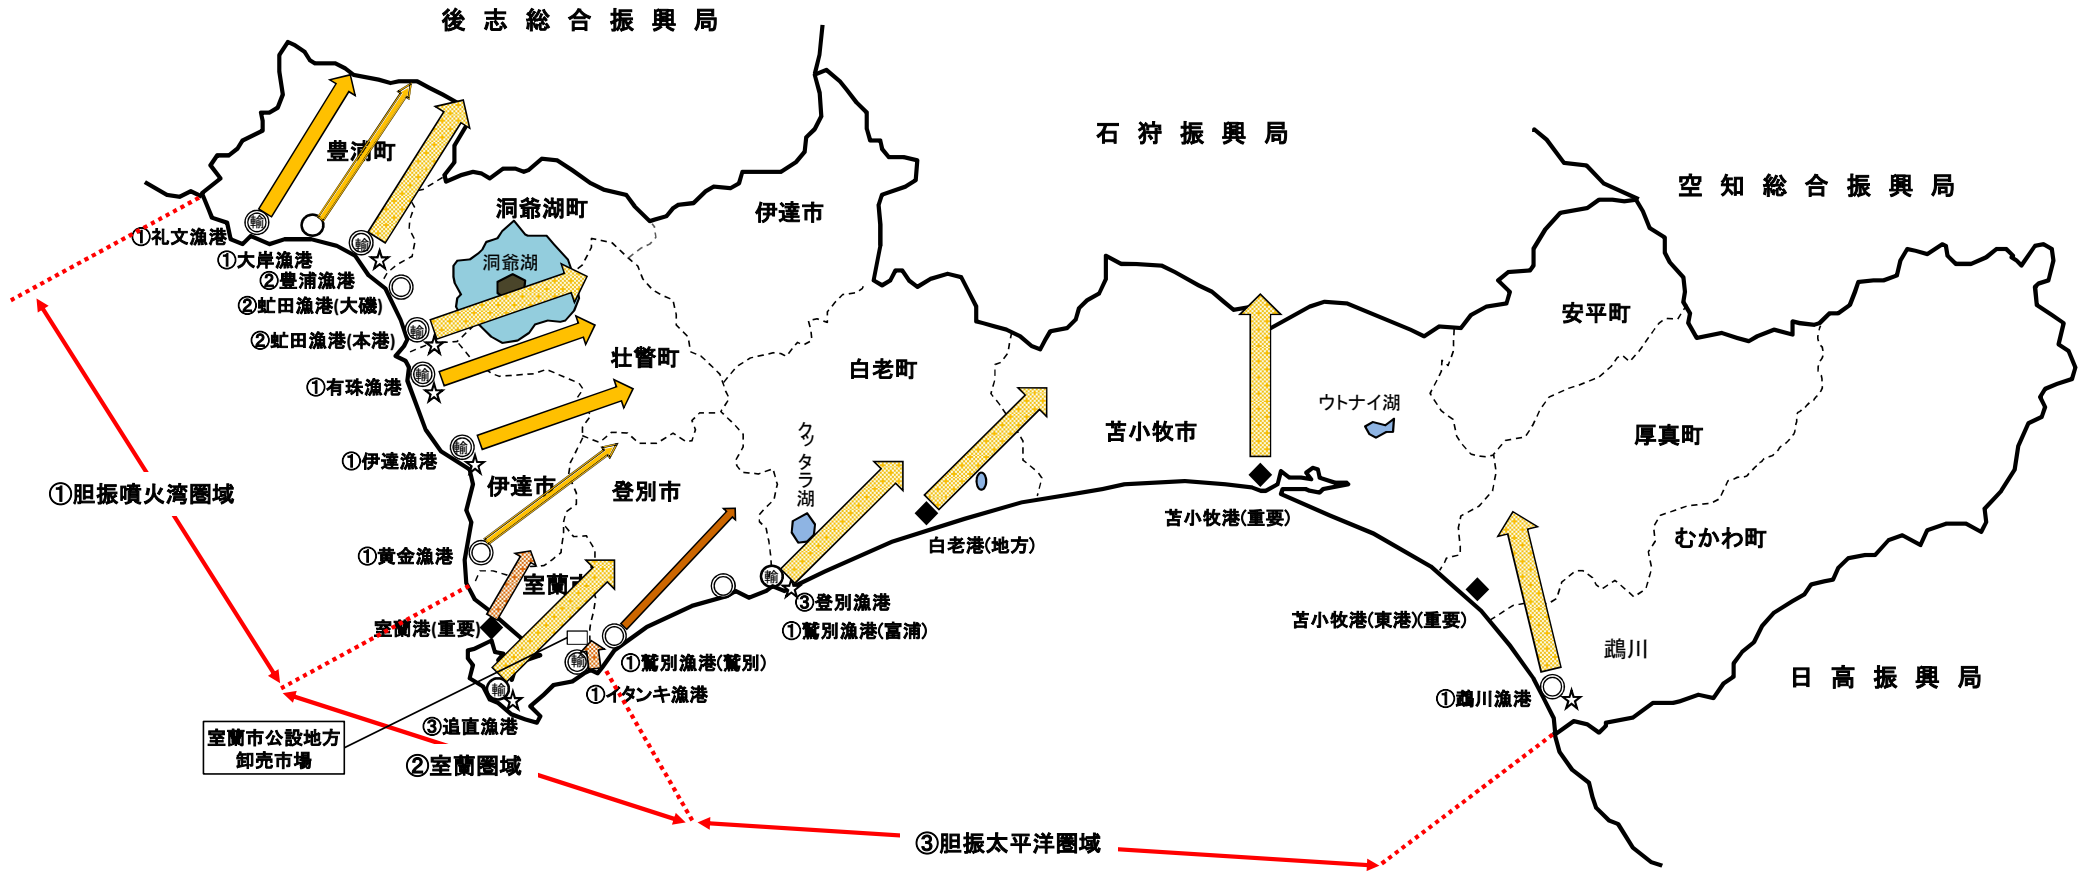 後志総合振興局
石狩振興局
空知総合振興局
日高振興局
豊浦町
洞爺湖町
洞爺湖
伊達市
壮瞥町
白老町
安平町
ウトナイ湖
苫小牧市
厚真町
クッタラ湖
伊達市
登別市
むかわ町
室蘭市
鵡川
輸
①礼文漁港
①大岸漁港
輸
②豊浦漁港
②虻田漁港(大磯)
輸
②虻田漁港(本港)
輸
①有珠漁港
輸
①伊達漁港
①胆振噴火湾圏域
①黄金漁港
室蘭港(重要)
輸
③登別漁港
①鷲別漁港(富浦)
輸
①鷲別漁港(鷲別)
①イタンキ漁港
輸
③追直漁港
白老港(地方)
苫小牧港(重要)
苫小牧港(東港)(重要)
①鵡川漁港
室蘭市公設地方
卸売市場
②室蘭圏域
③胆振太平洋圏域